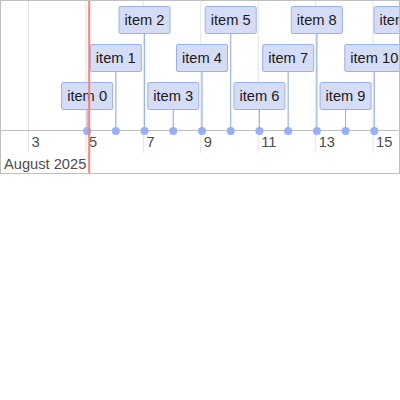 item 2
item 5
item 8
item 1
item 4
item 7
item 10
item 0
item 3
item 6
item 9
3
5
7
9
11
13
15
August 2025